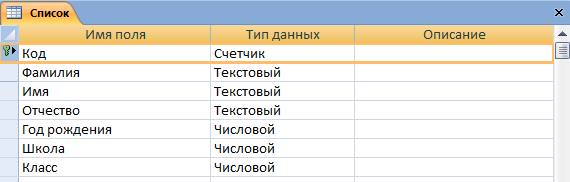 Список
Имя поля Тип данных Описание
Код Счетчик
Фамилия Текстовый
Имя Текстовый
Отчество Текстовый
Год рождения Числовой
Школа Числовой
Класс Числовой